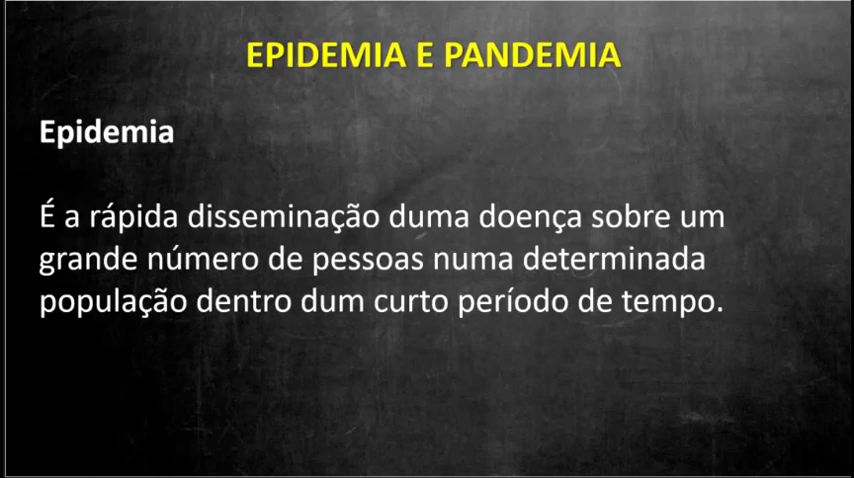 EPIDEMIA E PANDEMIA
Epidemia
É a rápida disseminação duma doença sobre um
grande número de pessoas numa determinada
população dentro dum curto período de tempo.